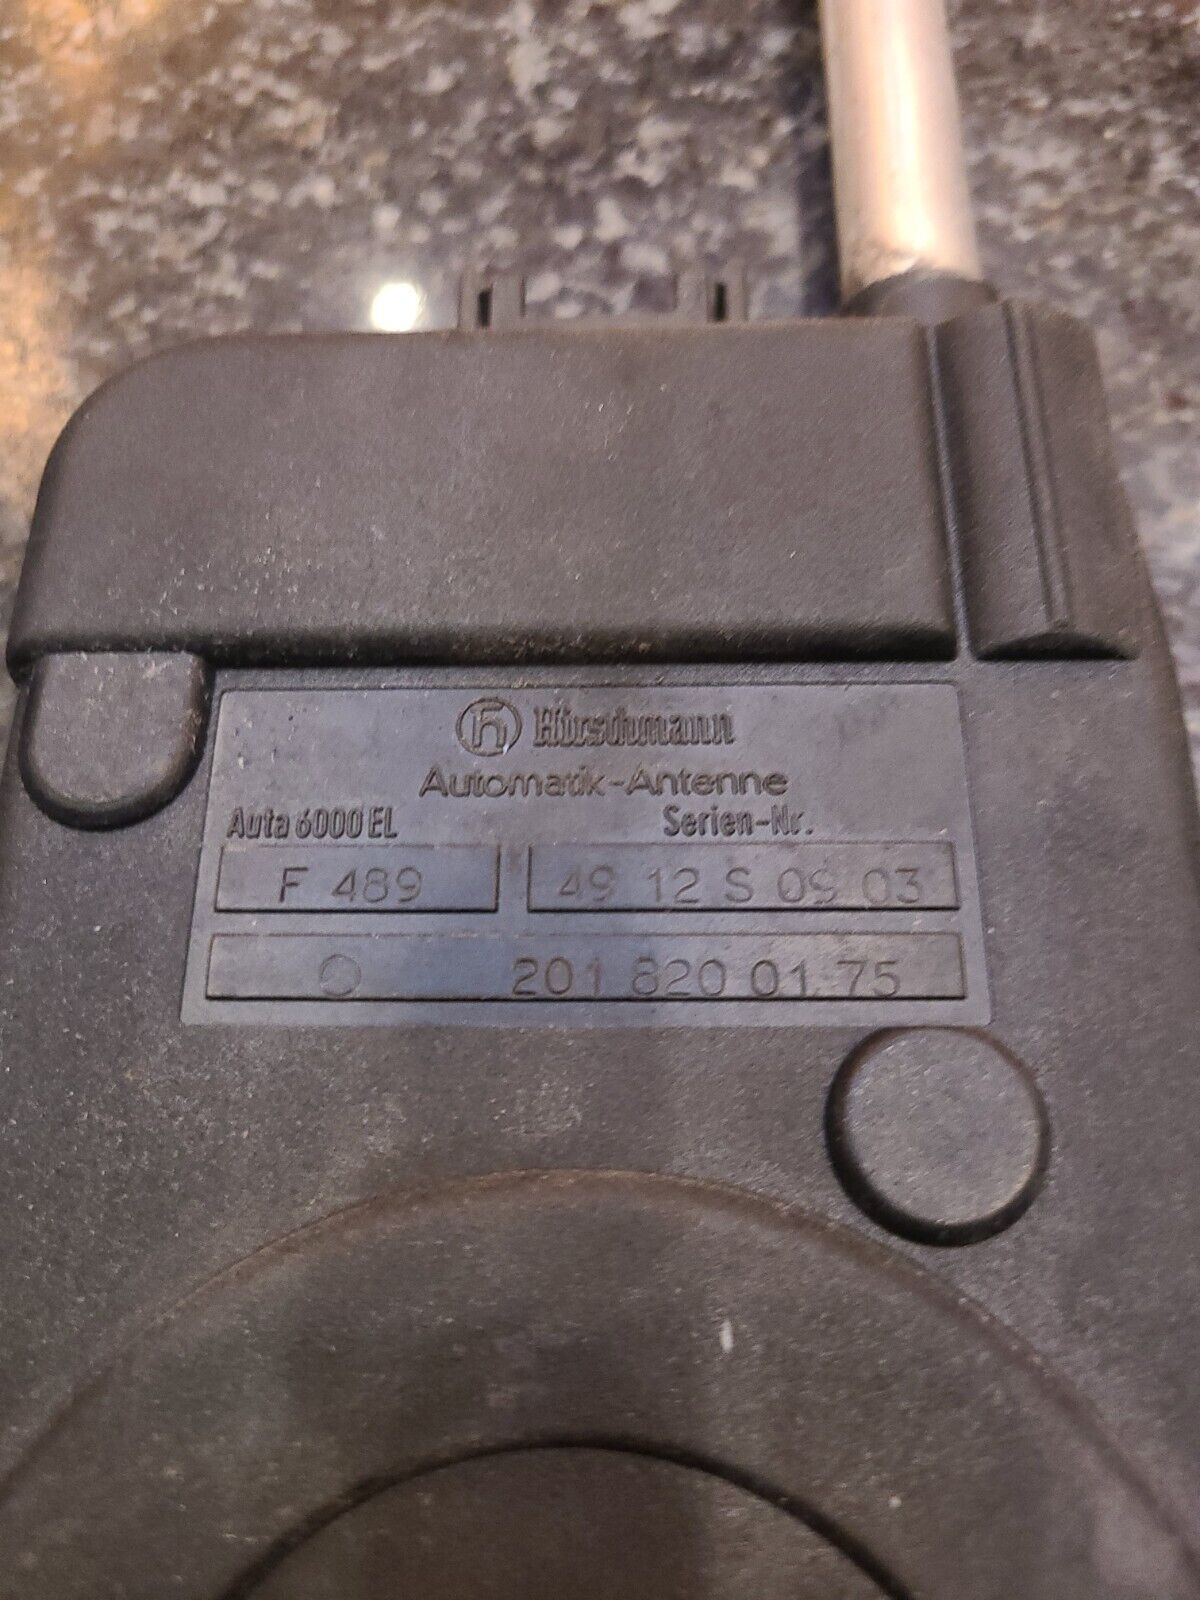 h Hirschmann
Automatik-Antenne
Auta 6000 EL Serien-Nr.
F 489 49 12 S 09 03
201 820 01 75